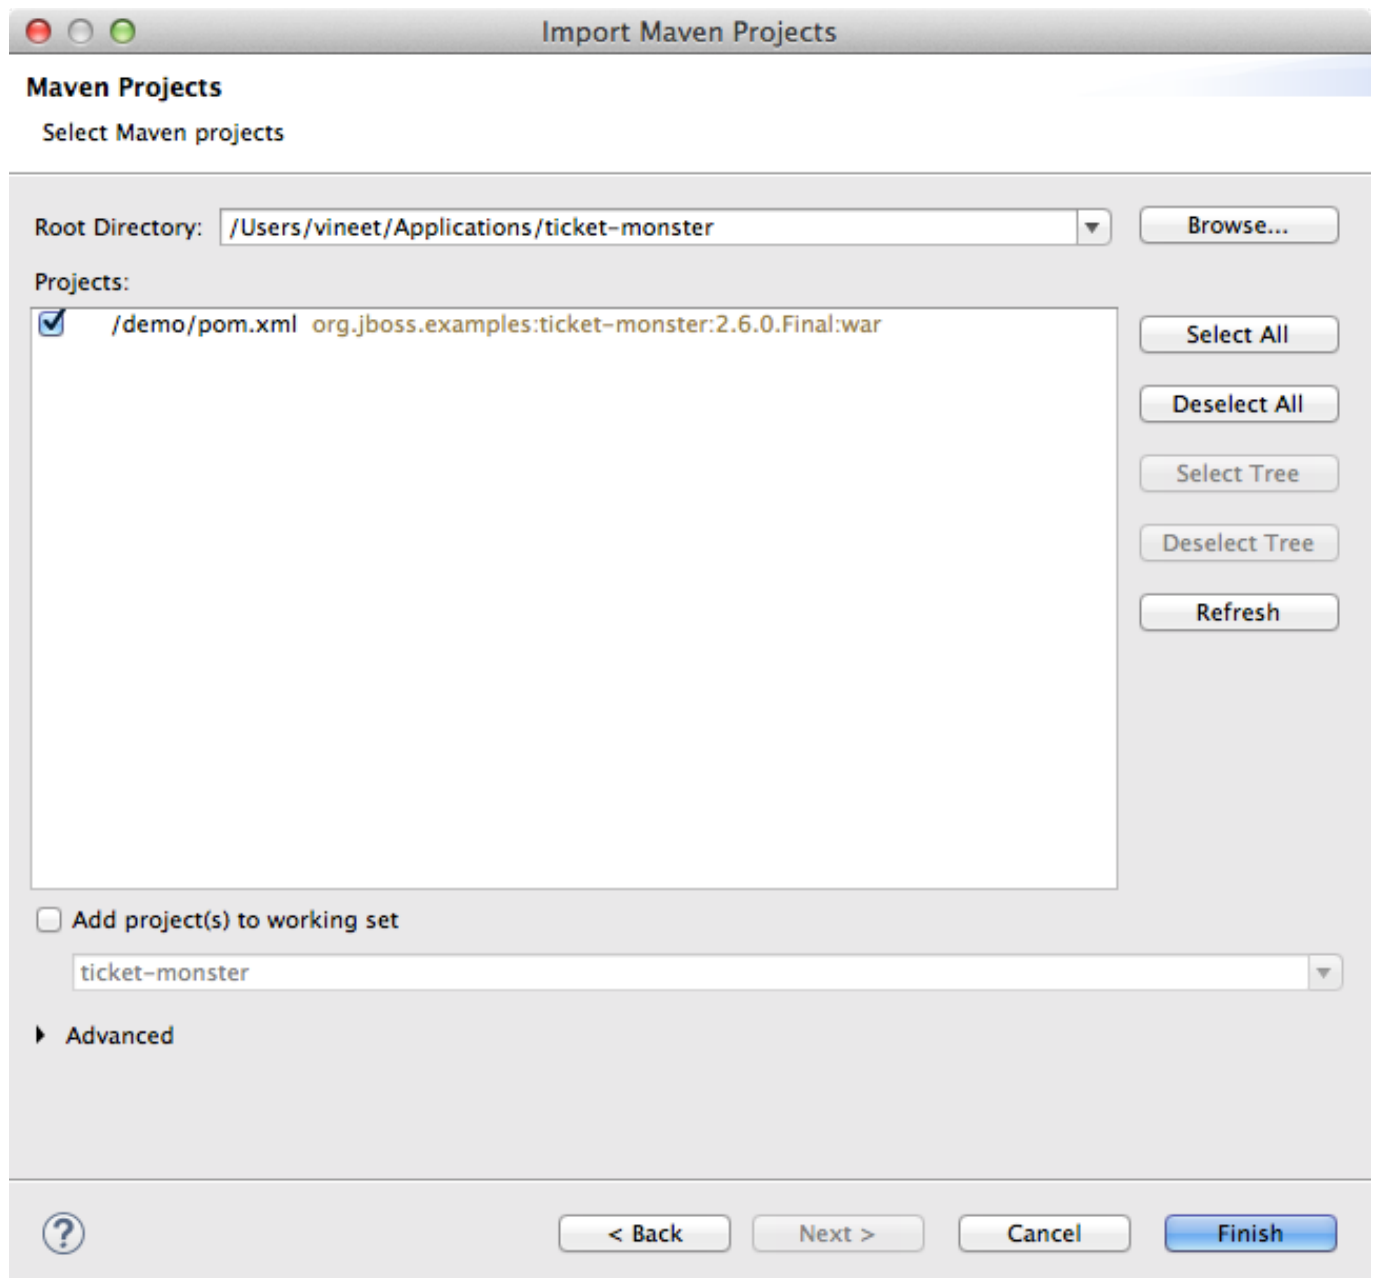 Import Maven Projects
Maven Projects
Select Maven projects
Root Directory: /Users/vineet/Applications/ticket-monster Browse...
Projects:
/demo/pom.xml org.jboss.examples:ticket-monster:2.6.0.Final:war
Select All
Deselect All
Select Tree
Deselect Tree
Refresh
Add project(s) to working set
ticket-monster
Advanced
? < Back Next > Cancel Finish